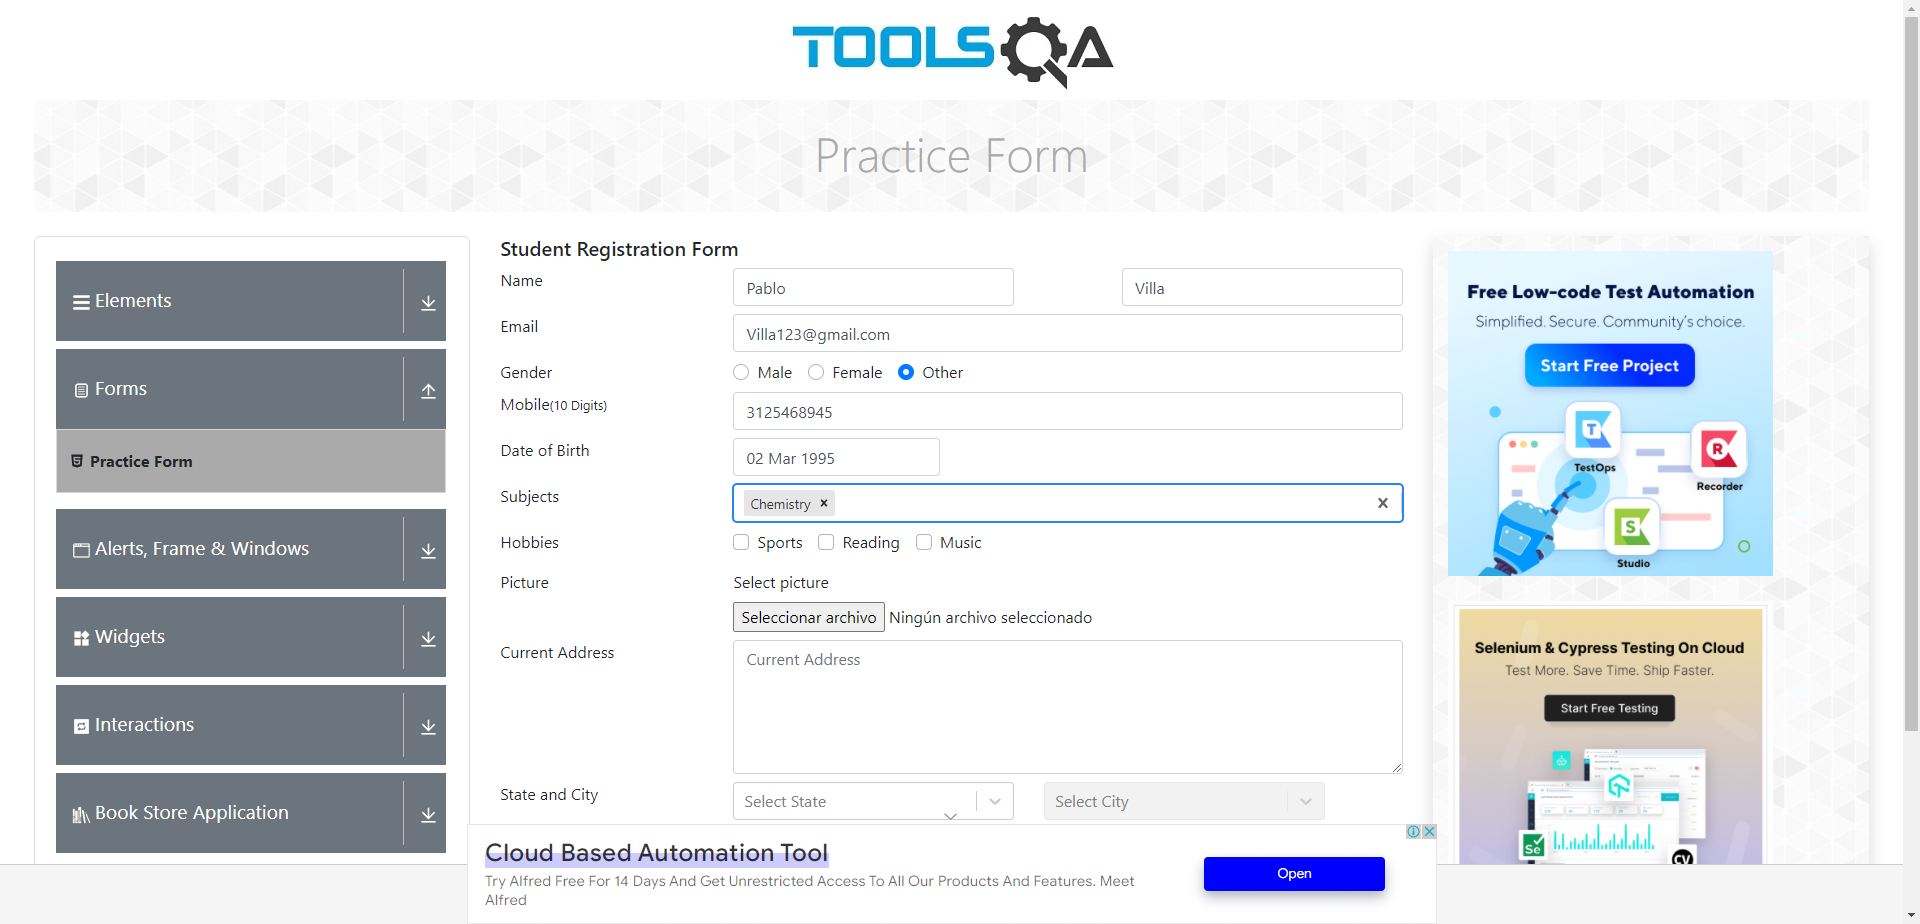 TOOLSQA
Practice Form
Elements
Forms
Practice Form
Alerts, Frame & Windows
Widgets
Interactions
Book Store Application
Student Registration Form
Name
Pablo
Villa
Email
Villa123@gmail.com
Gender
Male
Female
Other
Mobile(10 Digits)
3125468945
Date of Birth
02 Mar 1995
Subjects
Chemistry
Hobbies
Sports
Reading
Music
Picture
Select picture
Seleccionar archivo
Ningún archivo seleccionado
Current Address
Current Address
State and City
Select State
Select City
Free Low-code Test Automation
Simplified. Secure. Community's choice.
Start Free Project
T
TestOps
R
Recorder
S
Studio
Selenium & Cypress Testing On Cloud
Test More. Save Time. Ship Faster.
Start Free Testing
Se
CV
Cloud Based Automation Tool
Try Alfred Free For 14 Days And Get Unrestricted Access To All Our Products And Features. Meet
Alfred
Open